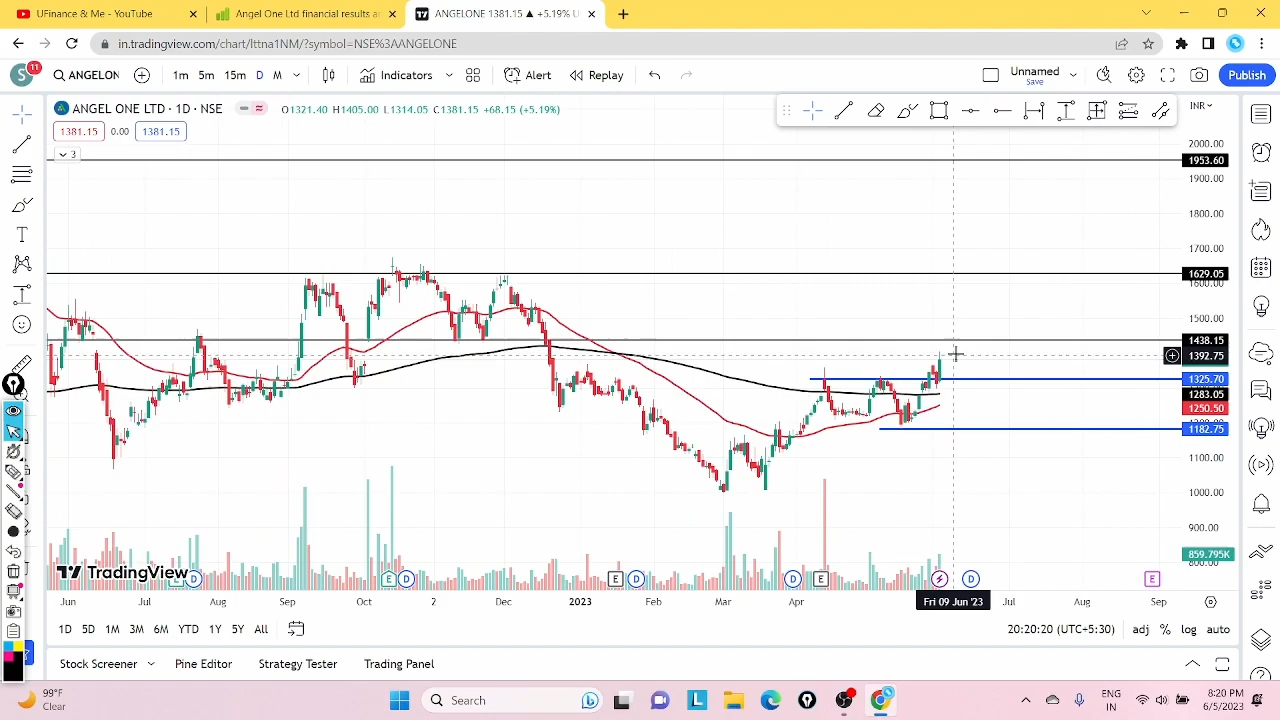 UFinance & Me - YouTube
Angel One Ltd financial results a
ANGELONE 1381.15 ▲ +5.19% U
in.tradingview.com/chart/lttna1NM/?symbol=NSE%3AANGELONE
S
11
ANGELON
1m 5m 15m D M
Indicators
Alert
Replay
Unnamed
Save
Publish
ANGEL ONE LTD · 1D · NSE
O1321.40 H1405.00 L1314.05 C1381.15 +68.15 (+5.19%)
INR
1381.15 0.00 1381.15
3
2000.00
1953.60
1900.00
1800.00
1700.00
1629.05
1600.00
1500.00
1438.15
1392.75
1325.70
1283.05
1250.50
1182.75
1100.00
1000.00
900.00
859.795K
800.00
TradingView
E D E D E D D E D E
Jun Jul Aug Sep Oct 2 Dec 2023 Feb Mar Apr Fri 09 Jun '23 Jul Aug Sep
1D 5D 1M 3M 6M YTD 1Y 5Y All
20:20:20 (UTC+5:30)
adj % log auto
Stock Screener
Pine Editor
Strategy Tester
Trading Panel
99°F
Clear
Search
ENG
IN
8:20 PM
6/5/2023